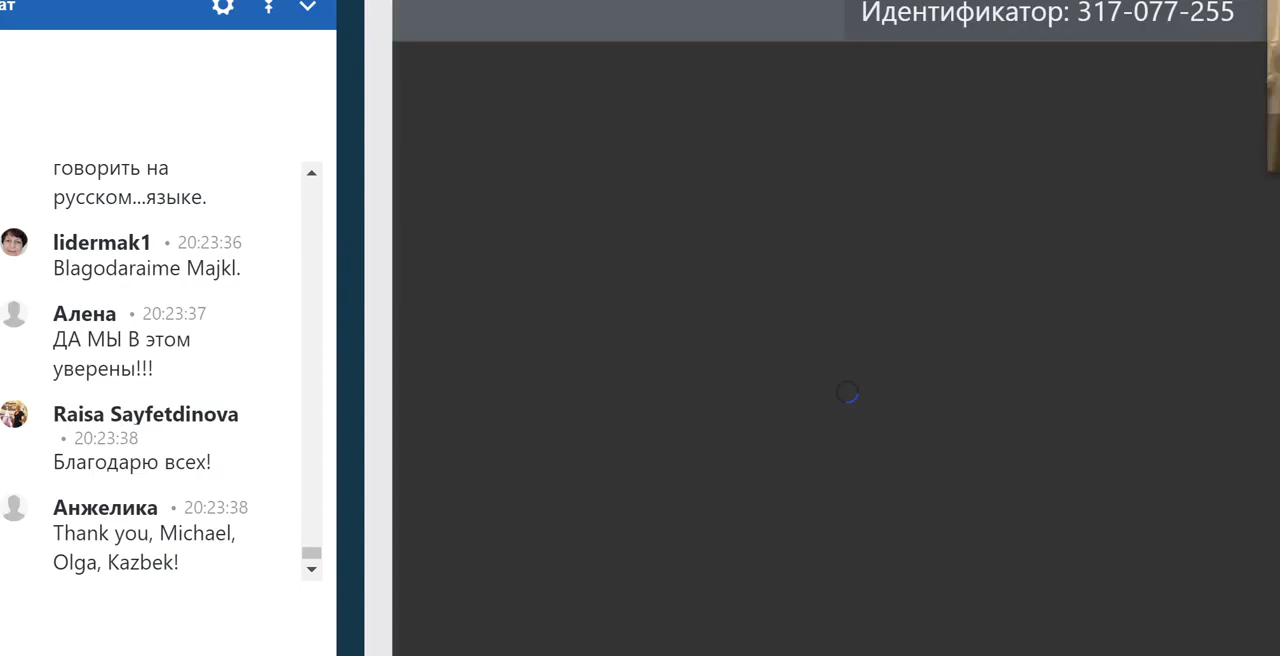 ат
Идентификатор: 317-077-255
говорить на
русском...языке.
lidermak1 • 20:23:36
Blagodaraime Majkl.
Алена • 20:23:37
ДА МЫ В этом
уверены!!!
Raisa Sayfetdinova
• 20:23:38
Благодарю всех!
Анжелика • 20:23:38
Thank you, Michael,
Olga, Kazbek!